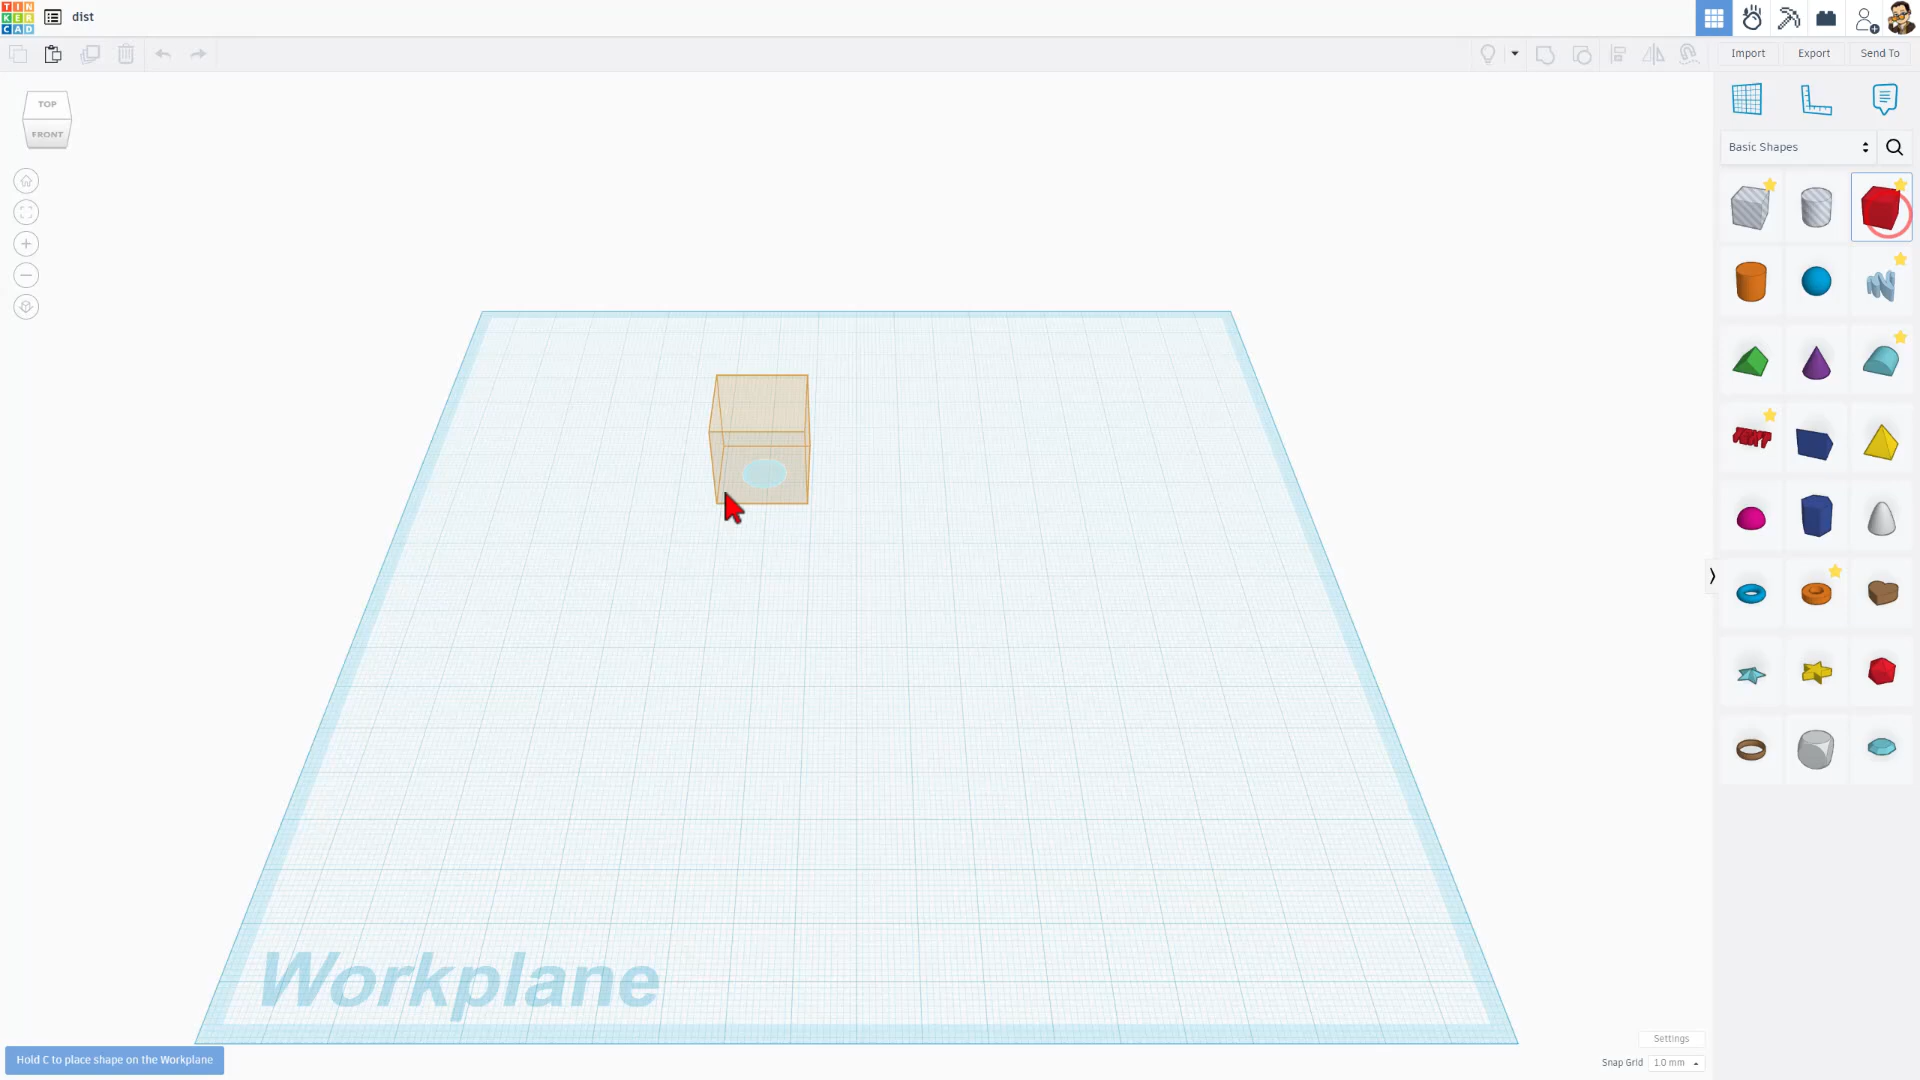 TIN
KER
CAD
dist
Import
Export
Send To
TOP
FRONT
Basic Shapes
TEXT
Workplane
Hold C to place shape on the Workplane
Settings
Snap Grid 1.0 mm